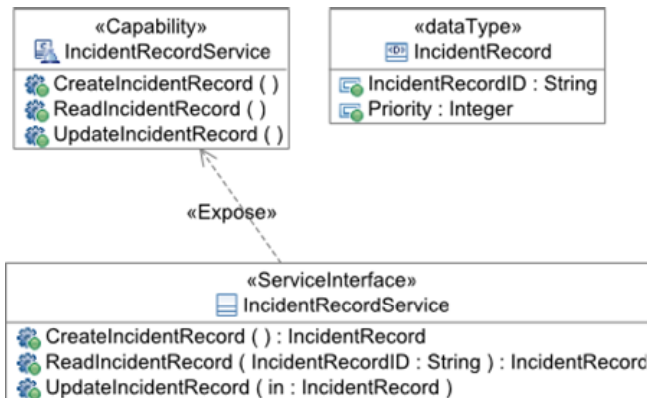 «Capability»
IncidentRecordService
CreateIncidentRecord ( )
ReadIncidentRecord ( )
UpdateIncidentRecord ( )
«dataType»
«D» IncidentRecord
IncidentRecordID : String
Priority : Integer
«Expose»
«ServiceInterface»
IncidentRecordService
CreateIncidentRecord ( ) : IncidentRecord
ReadIncidentRecord ( IncidentRecordID : String ) : IncidentRecord
UpdateIncidentRecord ( in : IncidentRecord )